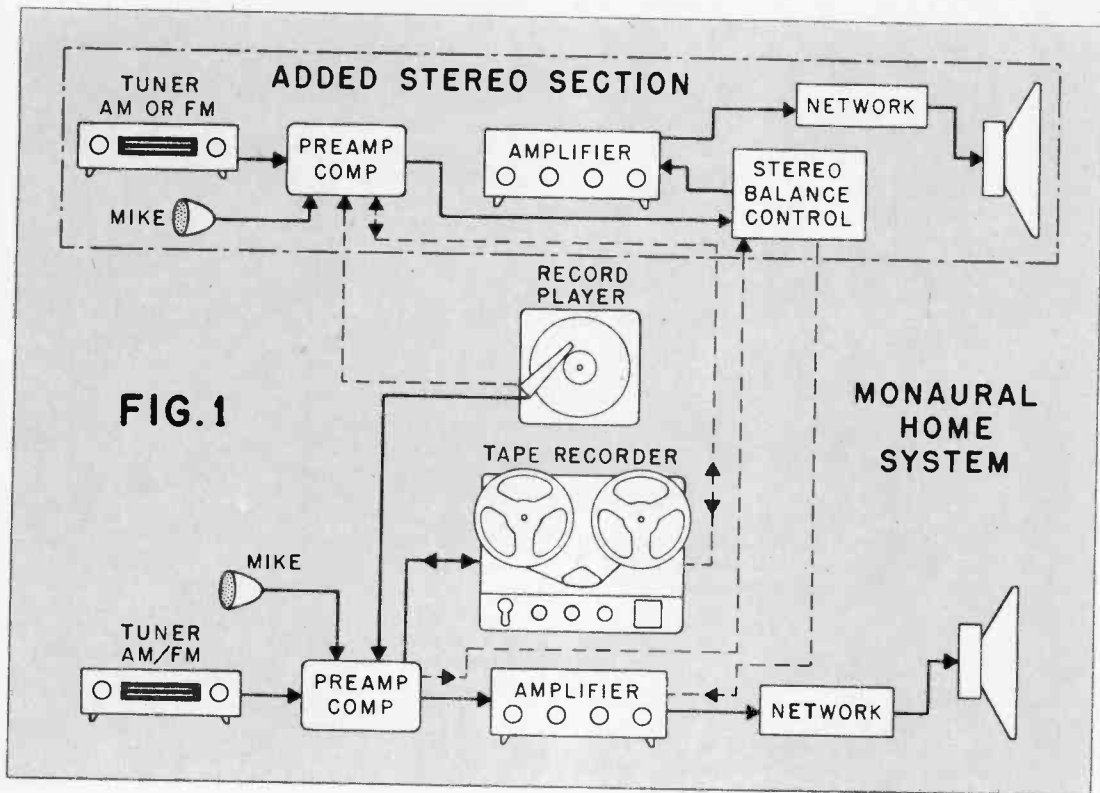 ADDED STEREO SECTION
TUNER
AM OR FM
PREAMP
COMP
MIKE
AMPLIFIER
NETWORK
STEREO
BALANCE
CONTROL
RECORD
PLAYER
FIG.1
MONAURAL
HOME
SYSTEM
TAPE RECORDER
MIKE
TUNER
AM/FM
PREAMP
COMP
AMPLIFIER
NETWORK